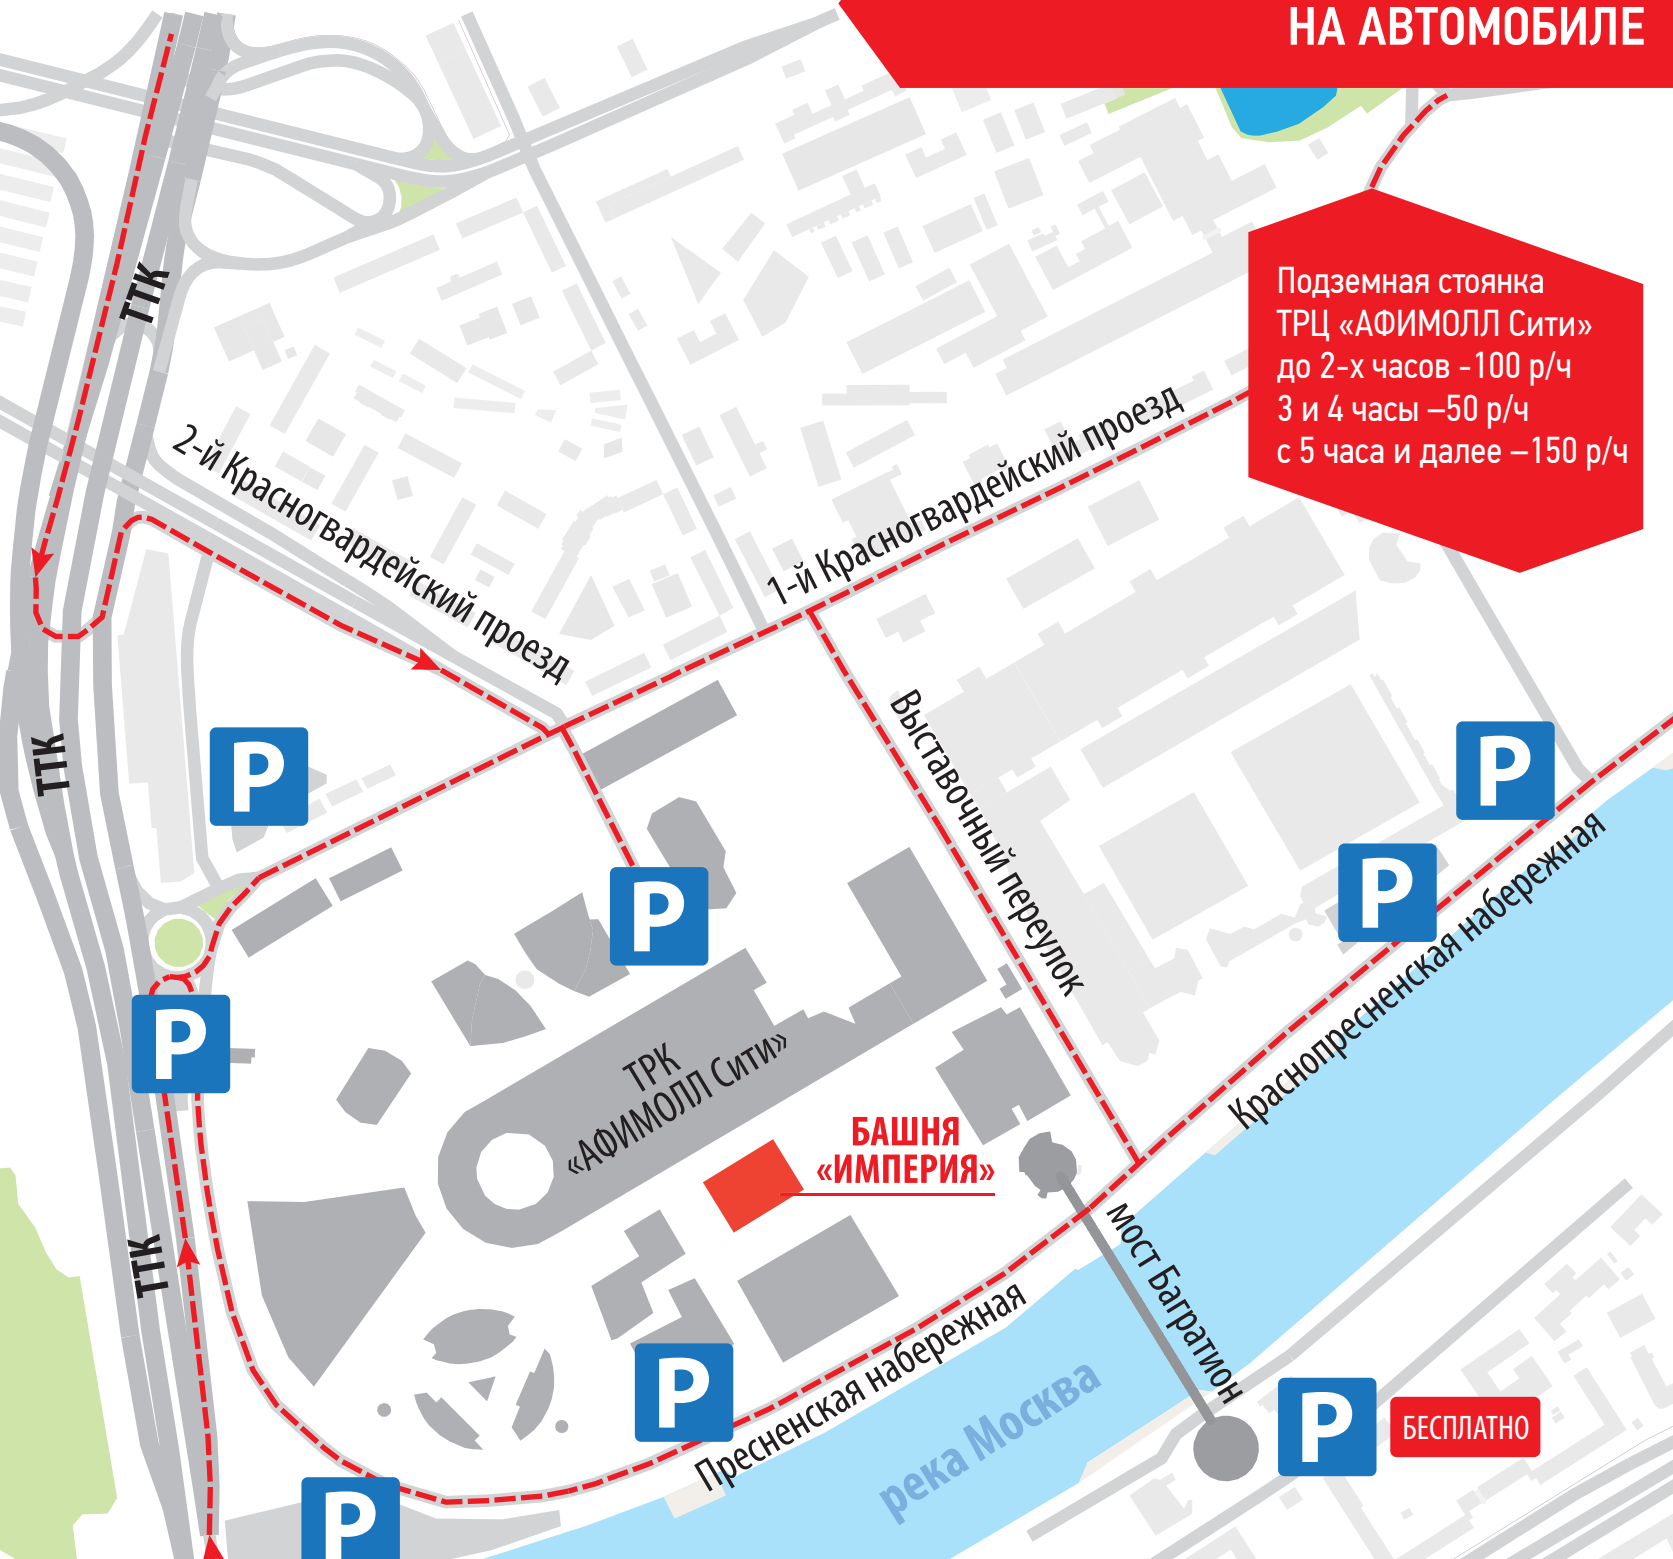 НА АВТОМОБИЛЕ
Подземная стоянка
ТРЦ «АФИМОЛЛ Сити»
до 2-х часов -100 р/ч
3 и 4 часы –50 р/ч
с 5 часа и далее –150 р/ч
ТТК
2-й Красногвардейский проезд
1-й Красногвардейский проезд
Выставочный переулок
ТТК
P
P
P
P
P
Краснопресненская набережная
ТРК
«АФИМОЛЛ Сити»
БАШНЯ
«ИМПЕРИЯ»
ТТК
мост Багратион
Пресненская набережная
река Москва
P
P
БЕСПЛАТНО
P